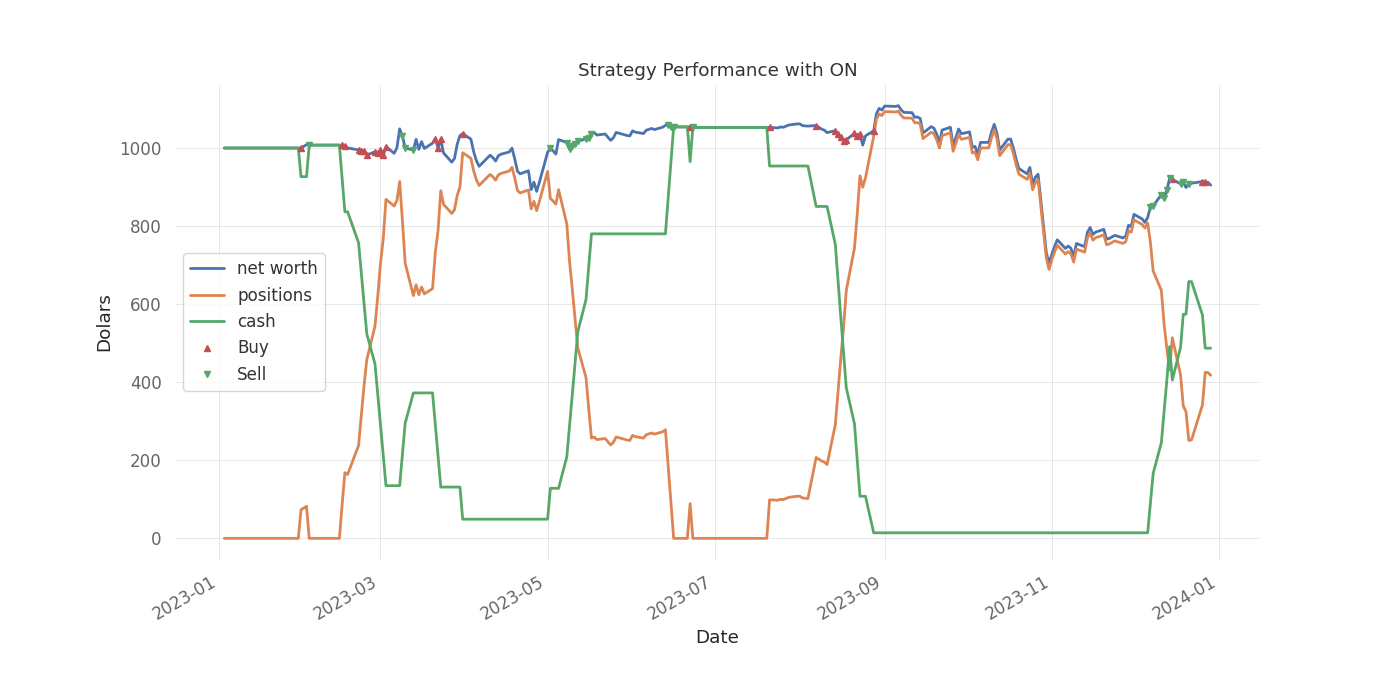 Strategy Performance with ON
Dolars
1000
800
600
400
200
0
net worth
positions
cash
Buy
Sell
2023-01
2023-03
2023-05
2023-07
2023-09
2023-11
2024-01
Date